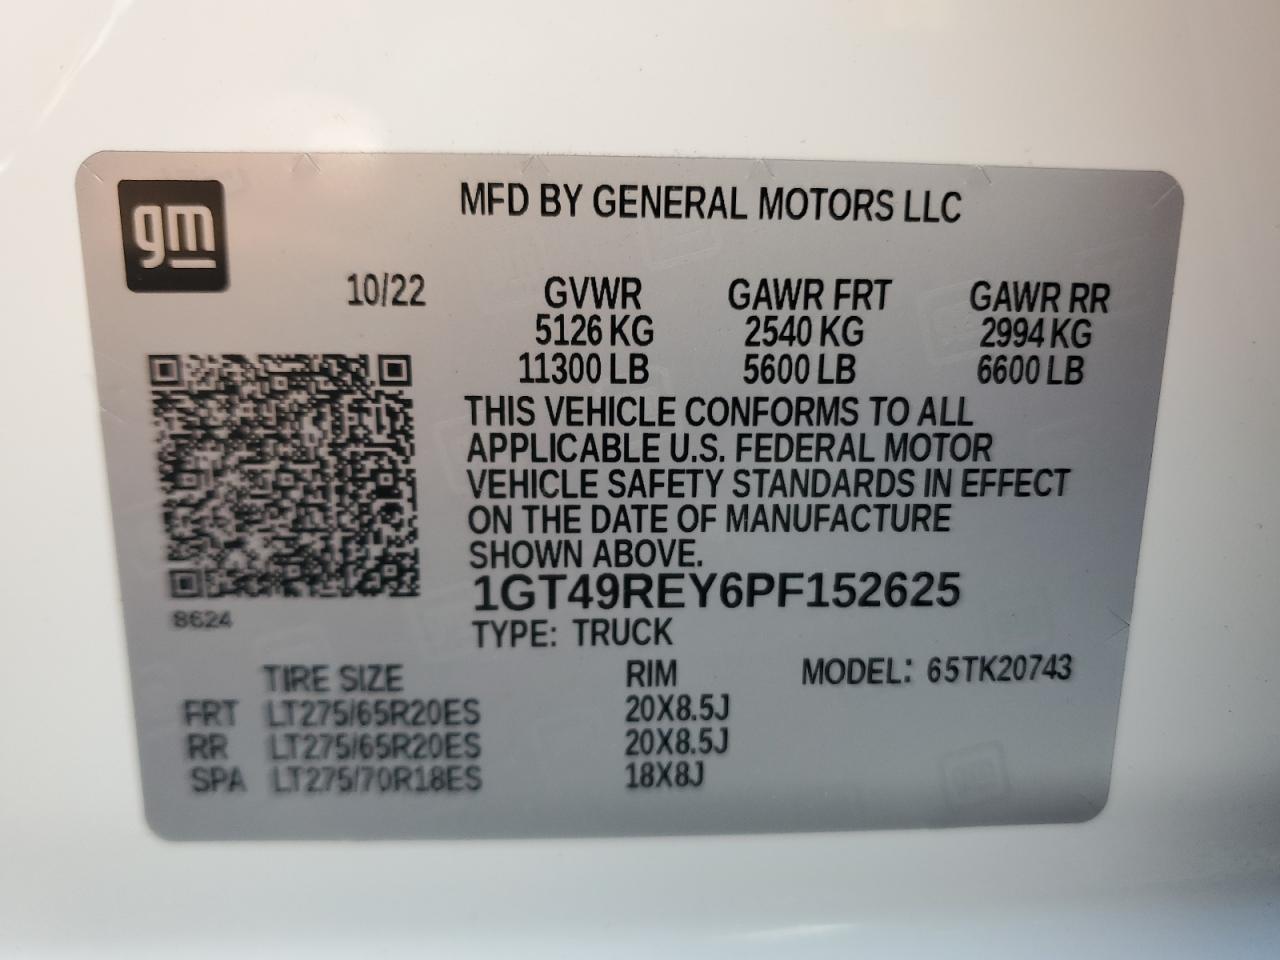 gm
MFD BY GENERAL MOTORS LLC
10/22
GVWR GAWR FRT GAWR RR
5126 KG 2540 KG 2994 KG
11300 LB 5600 LB 6600 LB
THIS VEHICLE CONFORMS TO ALL
APPLICABLE U.S. FEDERAL MOTOR
VEHICLE SAFETY STANDARDS IN EFFECT
ON THE DATE OF MANUFACTURE
SHOWN ABOVE.
1GT49REY6PF152625
8624
TYPE: TRUCK
TIRE SIZE RIM MODEL: 65TK20743
FRT LT275/65R20ES 20X8.5J
RR LT275/65R20ES 20X8.5J
SPA LT275/70R18ES 18X8J